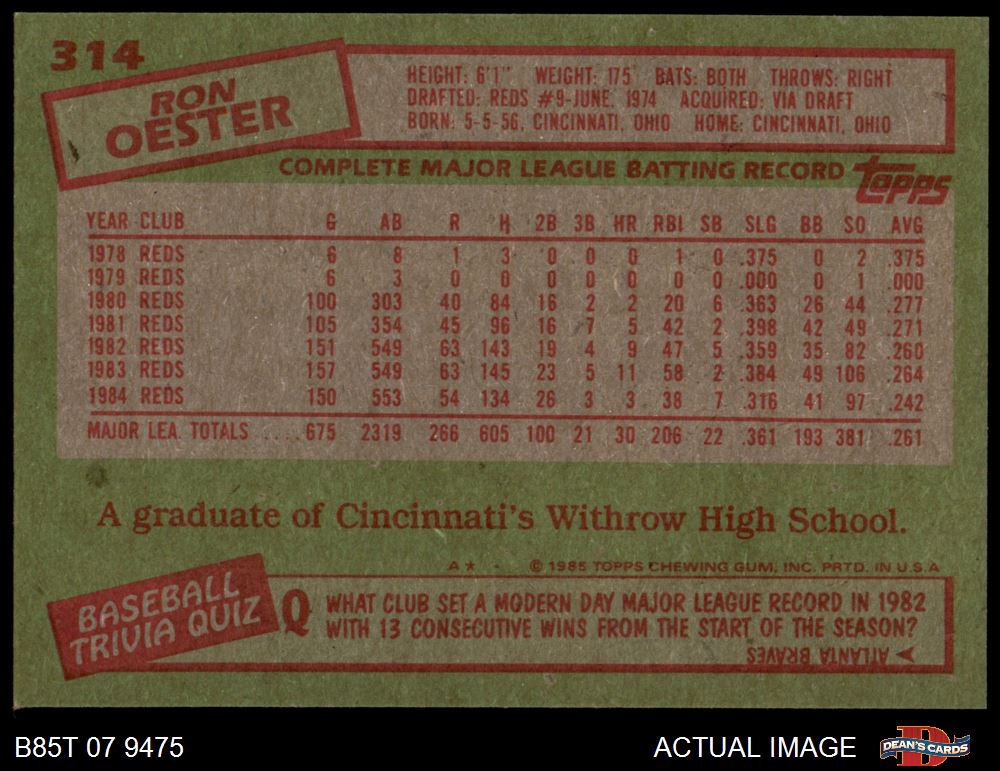 314
RON
OESTER
HEIGHT: 6'1" WEIGHT: 175 BATS: BOTH THROWS: RIGHT
DRAFTED: REDS #9-JUNE, 1974 ACQUIRED: VIA DRAFT
BORN: 5-5-56, CINCINNATI, OHIO HOME: CINCINNATI, OHIO
COMPLETE MAJOR LEAGUE BATTING RECORD topps
YEAR CLUB G AB R H 2B 3B HR RBI SB SLG BB SO AVG
1978 REDS 6 8 1 3 0 0 0 1 0 .375 0 2 .375
1979 REDS 6 3 0 0 0 0 0 0 0 .000 0 1 .000
1980 REDS 100 303 40 84 16 2 2 20 6 .363 26 44 .277
1981 REDS 105 354 45 96 16 7 5 42 2 .398 42 49 .271
1982 REDS 151 549 63 143 19 4 9 47 5 .359 35 82 .260
1983 REDS 157 549 63 145 23 5 11 58 2 .384 49 106 .264
1984 REDS 150 553 54 134 26 3 3 38 7 .316 41 97 .242
MAJOR LEA. TOTALS ....675 2319 266 605 100 21 30 206 22 .361 193 381 .261
A graduate of Cincinnati's Withrow High School.
A★ © 1985 TOPPS CHEWING GUM, INC. PRTD. IN U.S.A
BASEBALL
TRIVIA QUIZ
Q WHAT CLUB SET A MODERN DAY MAJOR LEAGUE RECORD IN 1982
WITH 13 CONSECUTIVE WINS FROM THE START OF THE SEASON?
ATLANTA BRAVES
B85T 07 9475
ACTUAL IMAGE
DEAN'S CARDS